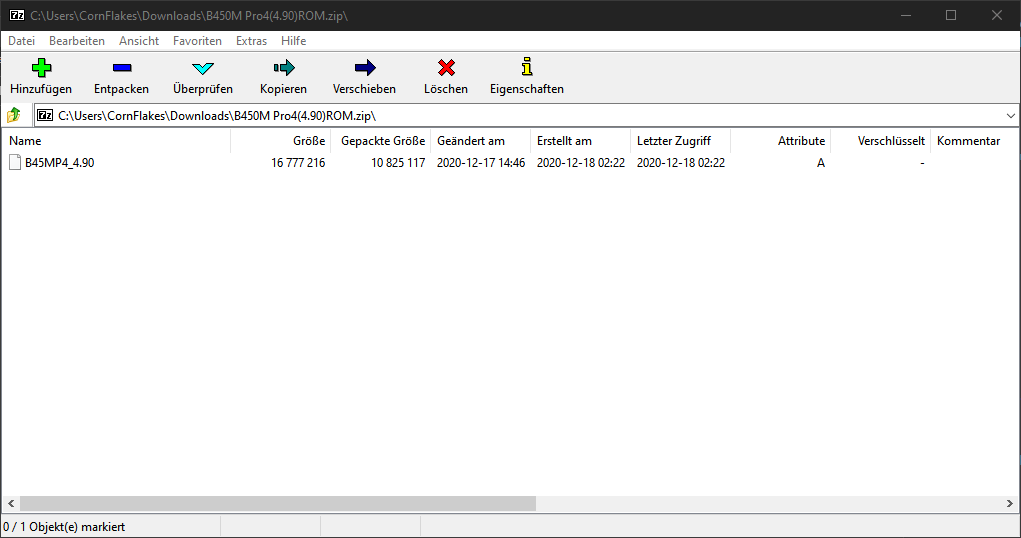 C:\Users\CornFlakes\Downloads\B450M Pro4(4.90)ROM.zip\
Datei Bearbeiten Ansicht Favoriten Extras Hilfe
Hinzufügen Entpacken Überprüfen Kopieren Verschieben Löschen Eigenschaften
C:\Users\CornFlakes\Downloads\B450M Pro4(4.90)ROM.zip\
Name Größe Gepackte Größe Geändert am Erstellt am Letzter Zugriff Attribute Verschlüsselt Kommentar
B45MP4_4.90 16 777 216 10 825 117 2020-12-17 14:46 2020-12-18 02:22 2020-12-18 02:22 A -
0 / 1 Objekt(e) markiert